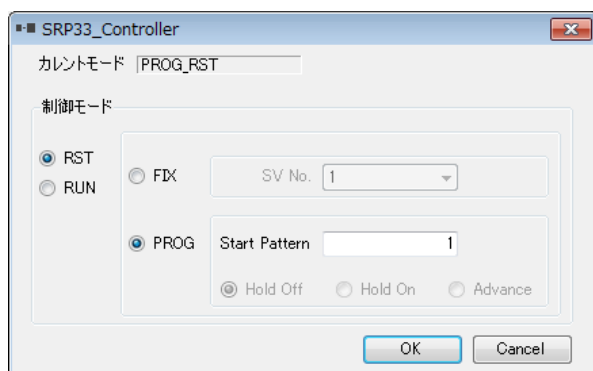 SRP33_Controller
カレントモード PROG_RST
制御モード
RST
RUN
FIX
SV No. 1
PROG
Start Pattern 1
Hold Off Hold On Advance
OK Cancel